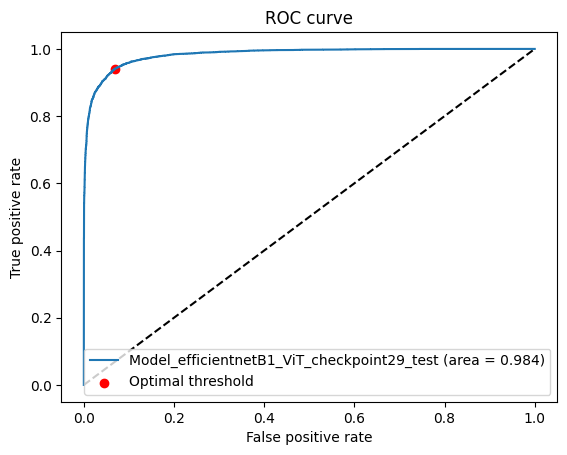 ROC curve
1.0
0.8
0.6
0.4
0.2
0.0
True positive rate
Model_efficientnetB1_ViT_checkpoint29_test (area = 0.984)
Optimal threshold
0.0 0.2 0.4 0.6 0.8 1.0
False positive rate